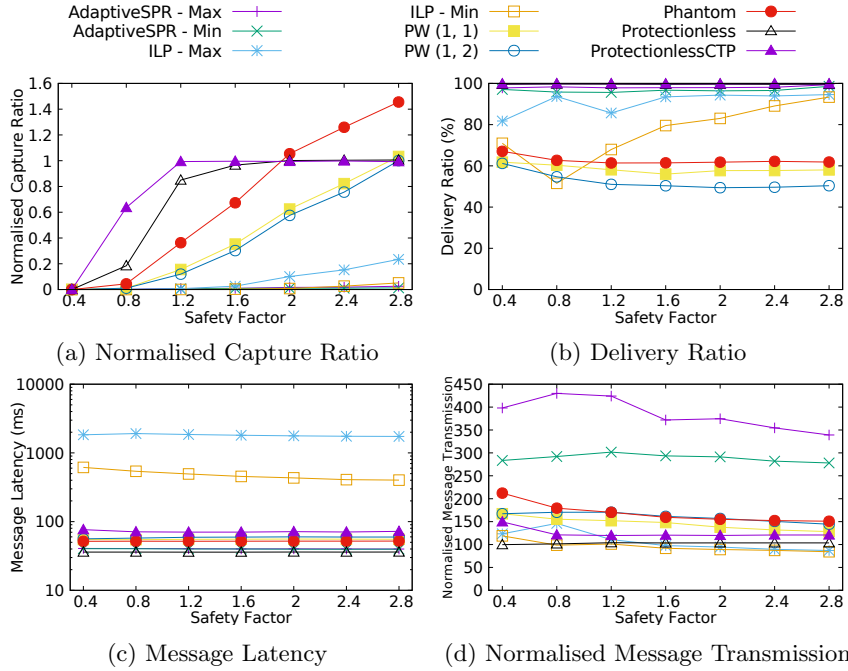 AdaptiveSPR - Max
AdaptiveSPR - Min
ILP - Max
ILP - Min
PW (1, 1)
PW (1, 2)
Phantom
Protectionless
ProtectionlessCTP
Normalised Capture Ratio
1.6
1.4
1.2
1
0.8
0.6
0.4
0.2
0
0.4 0.8 1.2 1.6 2 2.4 2.8
Safety Factor
(a) Normalised Capture Ratio
Delivery Ratio (%)
100
80
60
40
20
0
0.4 0.8 1.2 1.6 2 2.4 2.8
Safety Factor
(b) Delivery Ratio
Message Latency (ms)
10000
1000
100
10
0.4 0.8 1.2 1.6 2 2.4 2.8
Safety Factor
(c) Message Latency
Normalised Message Transmission
450
400
350
300
250
200
150
100
50
0
0.4 0.8 1.2 1.6 2 2.4 2.8
Safety Factor
(d) Normalised Message Transmission